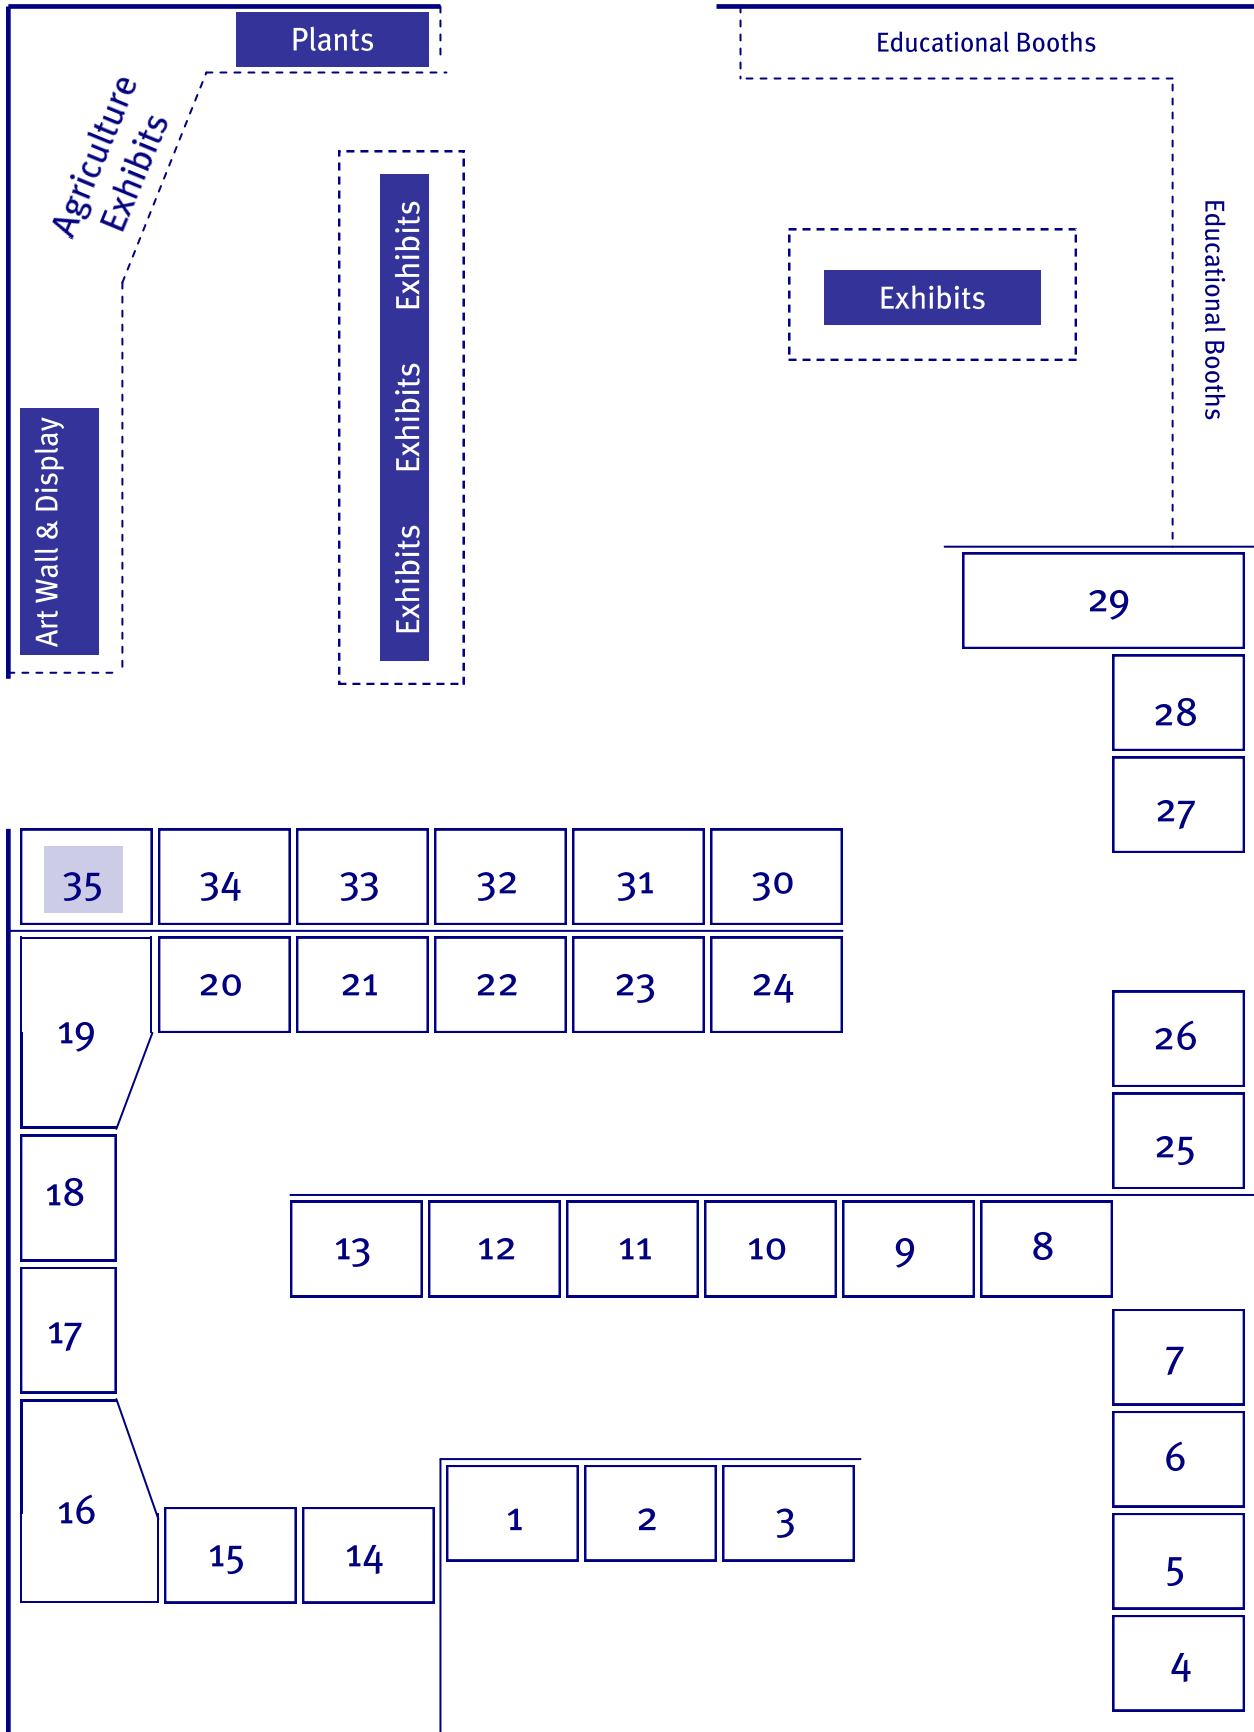 Plants
Educational Booths
Agriculture
Exhibits
Educational Booths
Exhibits
Exhibits
Exhibits
Exhibits
Art Wall & Display
29
28
27
35 34 33 32 31 30
20 21 22 23 24
19
26
25
18
13 12 11 10 9 8
17
7
6
16
1 2 3
15 14
5
4